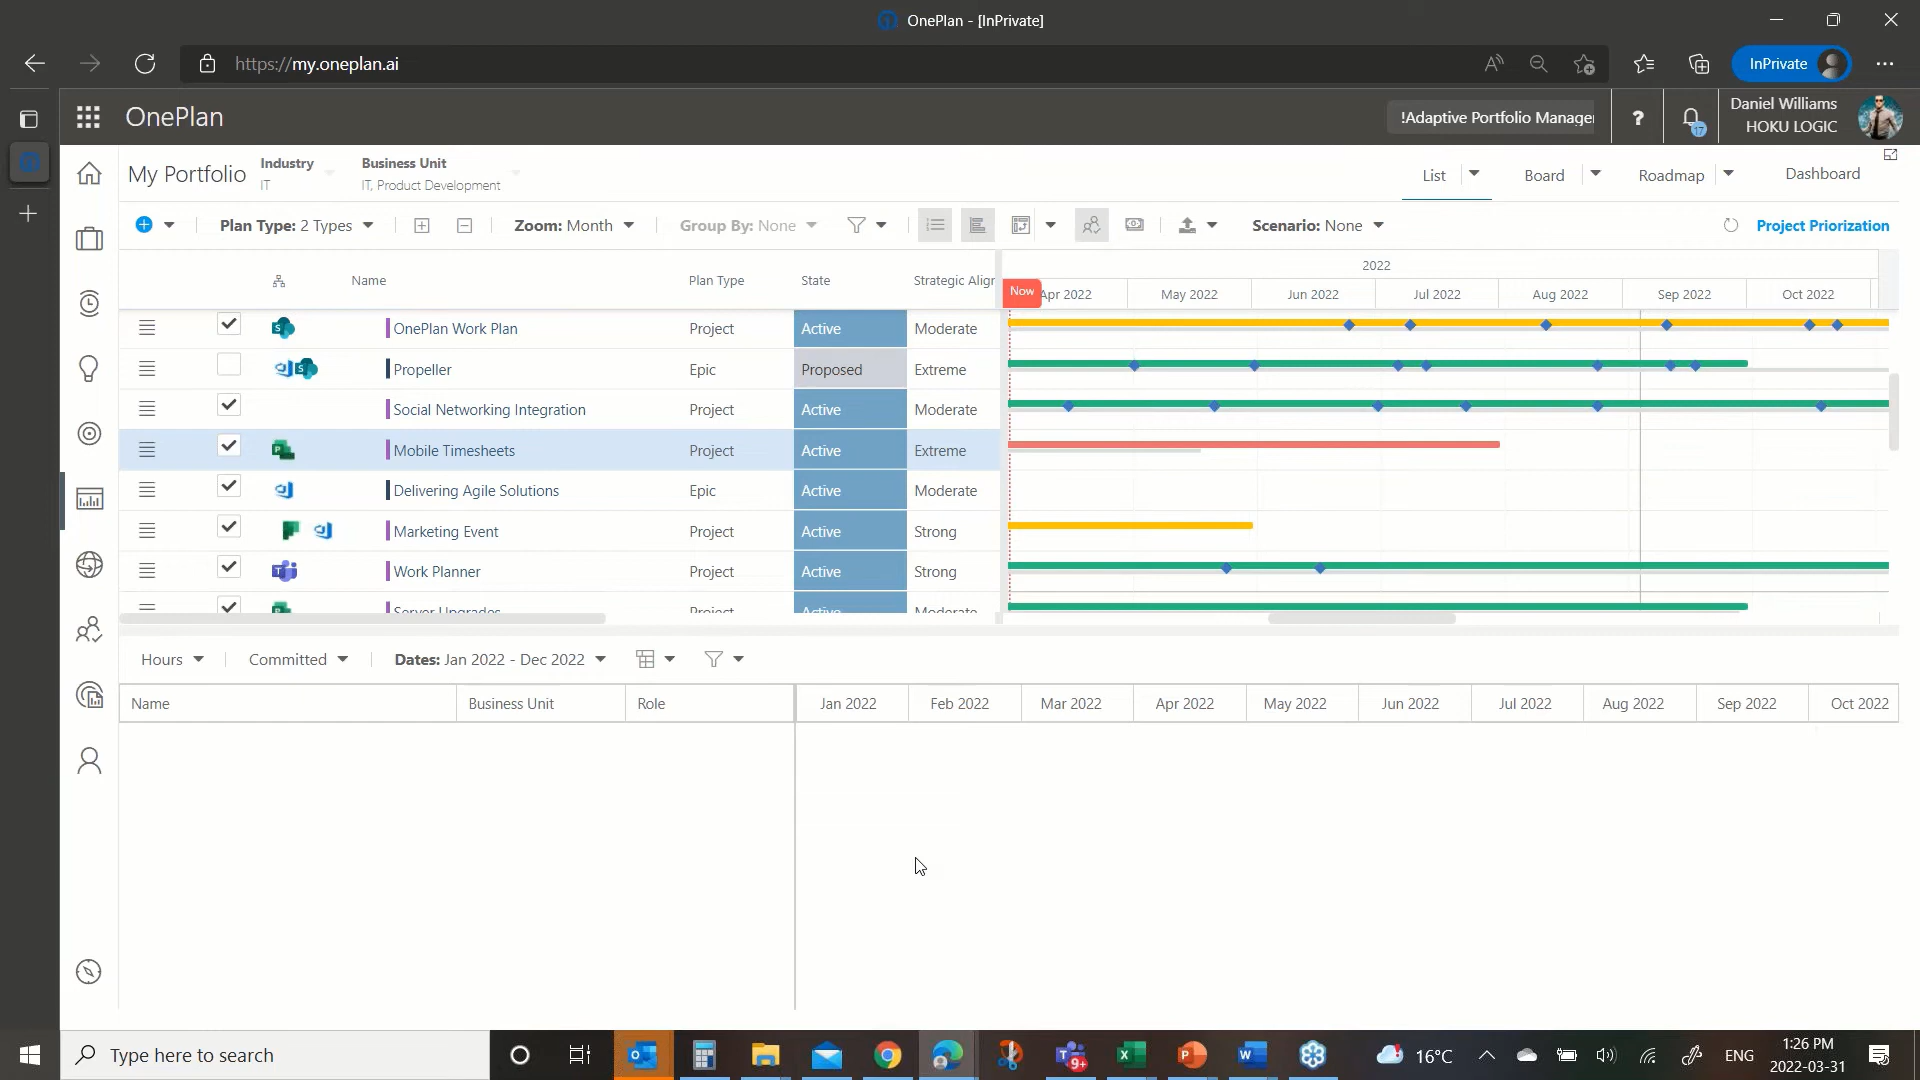 OnePlan - [InPrivate]
https://my.oneplan.ai
InPrivate
OnePlan
!Adaptive Portfolio Manage
?
17
Daniel Williams
HOKU LOGIC
My Portfolio
Industry
IT
Business Unit
IT, Product Development
List
Board
Roadmap
Dashboard
Plan Type: 2 Types
Zoom: Month
Group By: None
Scenario: None
Project Priorization
Name
Plan Type
State
Strategic Align
2022
Now
Apr 2022
May 2022
Jun 2022
Jul 2022
Aug 2022
Sep 2022
Oct 2022
OnePlan Work Plan Project Active Moderate
Propeller Epic Proposed Extreme
Social Networking Integration Project Active Moderate
Mobile Timesheets Project Active Extreme
Delivering Agile Solutions Epic Active Moderate
Marketing Event Project Active Strong
Work Planner Project Active Strong
Server Upgrades Project Active Moderate
Hours
Committed
Dates: Jan 2022 - Dec 2022
Name Business Unit Role Jan 2022 Feb 2022 Mar 2022 Apr 2022 May 2022 Jun 2022 Jul 2022 Aug 2022 Sep 2022 Oct 2022
Type here to search
9+
16°C
ENG
1:26 PM
2022-03-31